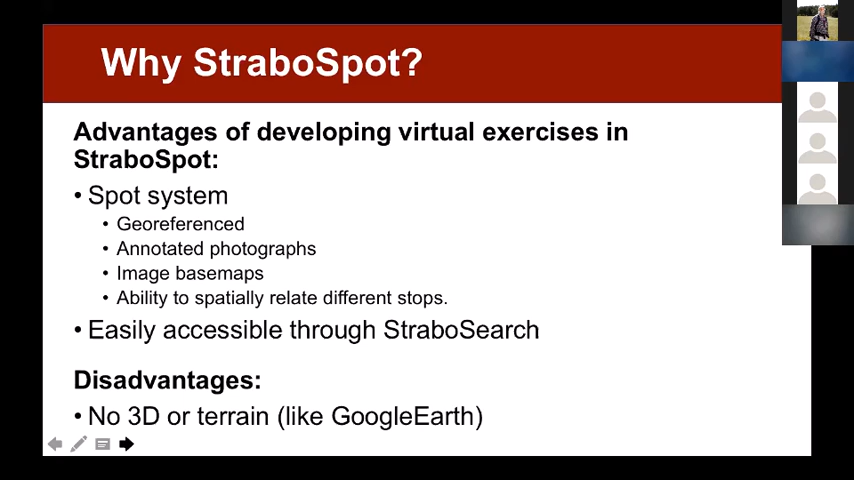 Why StraboSpot?
Advantages of developing virtual exercises in
StraboSpot:
• Spot system
• Georeferenced
• Annotated photographs
• Image basemaps
• Ability to spatially relate different stops.
• Easily accessible through StraboSearch
Disadvantages:
• No 3D or terrain (like GoogleEarth)